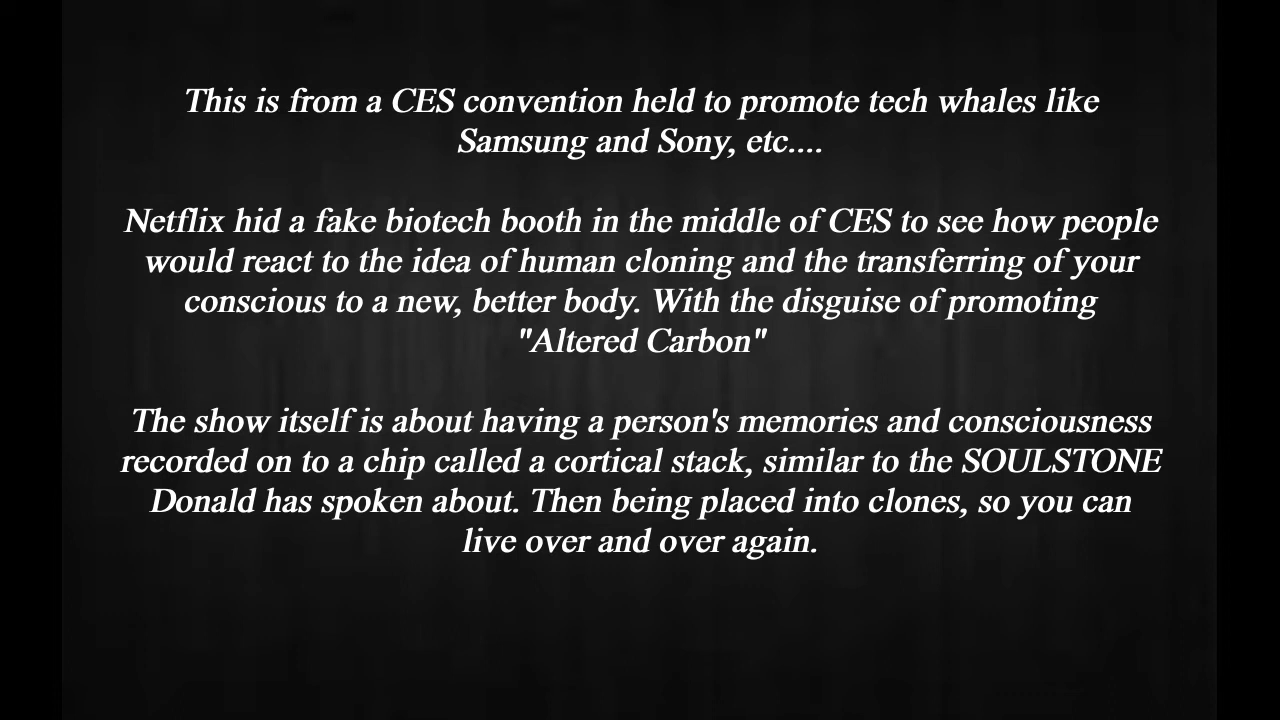 This is from a CES convention held to promote tech whales like
Samsung and Sony, etc....
Netflix hid a fake biotech booth in the middle of CES to see how people
would react to the idea of human cloning and the transferring of your
conscious to a new, better body. With the disguise of promoting
"Altered Carbon"
The show itself is about having a person's memories and consciousness
recorded on to a chip called a cortical stack, similar to the SOULSTONE
Donald has spoken about. Then being placed into clones, so you can
live over and over again.